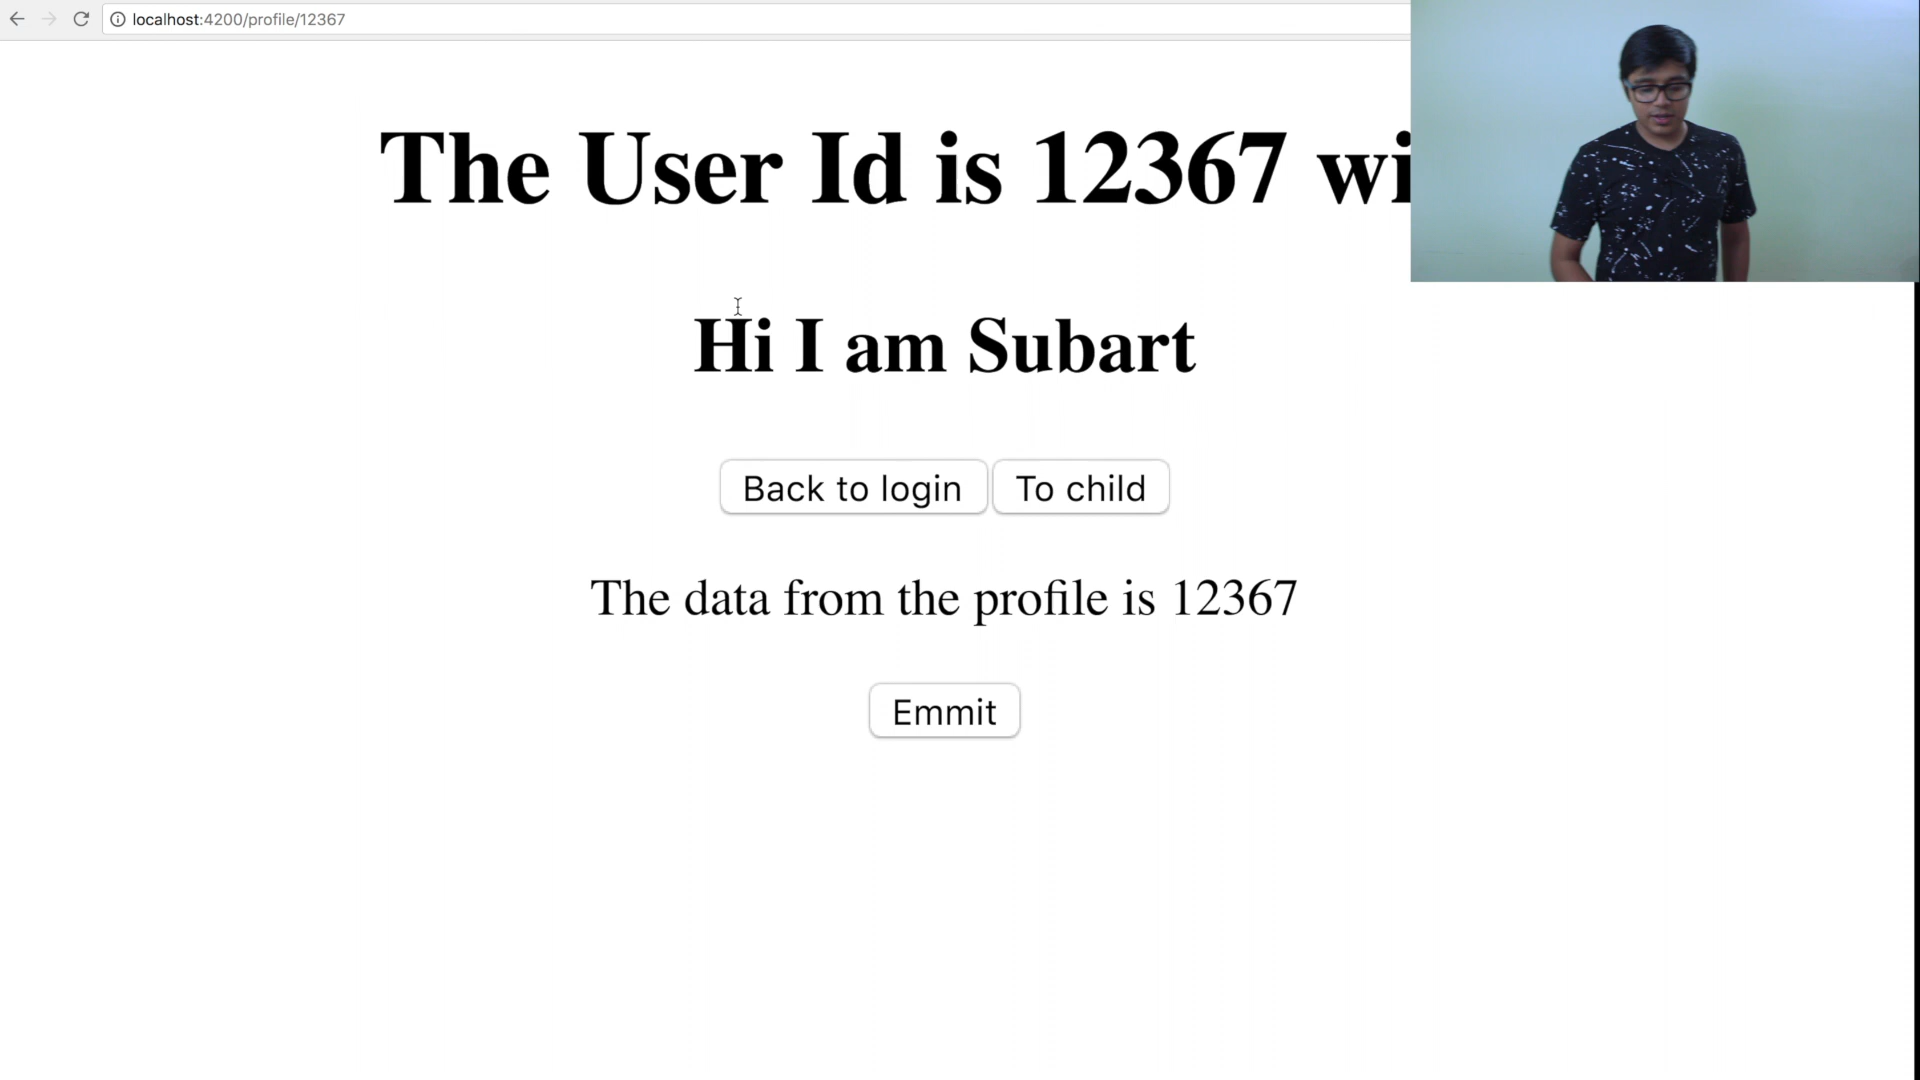 localhost:4200/profile/12367
The User Id is 12367
Hi I am Subart
Back to login To child
The data from the profile is 12367
Emmit